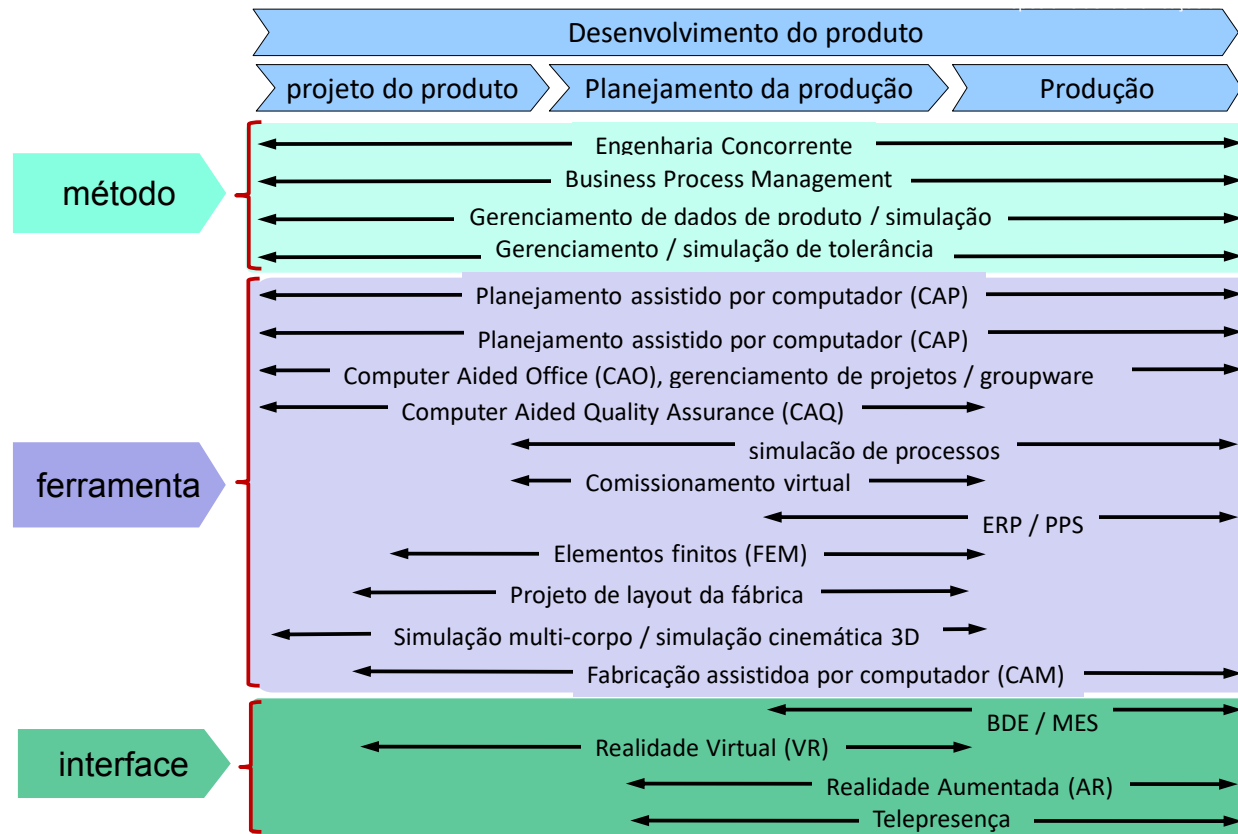 Desenvolvimento do produto
projeto do produto
Planejamento da produção
Produção
método
Engenharia Concorrente
Business Process Management
Gerenciamento de dados de produto / simulação
Gerenciamento / simulação de tolerância
ferramenta
Planejamento assistido por computador (CAP)
Planejamento assistido por computador (CAP)
Computer Aided Office (CAO), gerenciamento de projetos / groupware
Computer Aided Quality Assurance (CAQ)
simulacão de processos
Comissionamento virtual
ERP / PPS
Elementos finitos (FEM)
Projeto de layout da fábrica
Simulação multi-corpo / simulação cinemática 3D
Fabricação assistidoa por computador (CAM)
interface
BDE / MES
Realidade Virtual (VR)
Realidade Aumentada (AR)
Telepresença